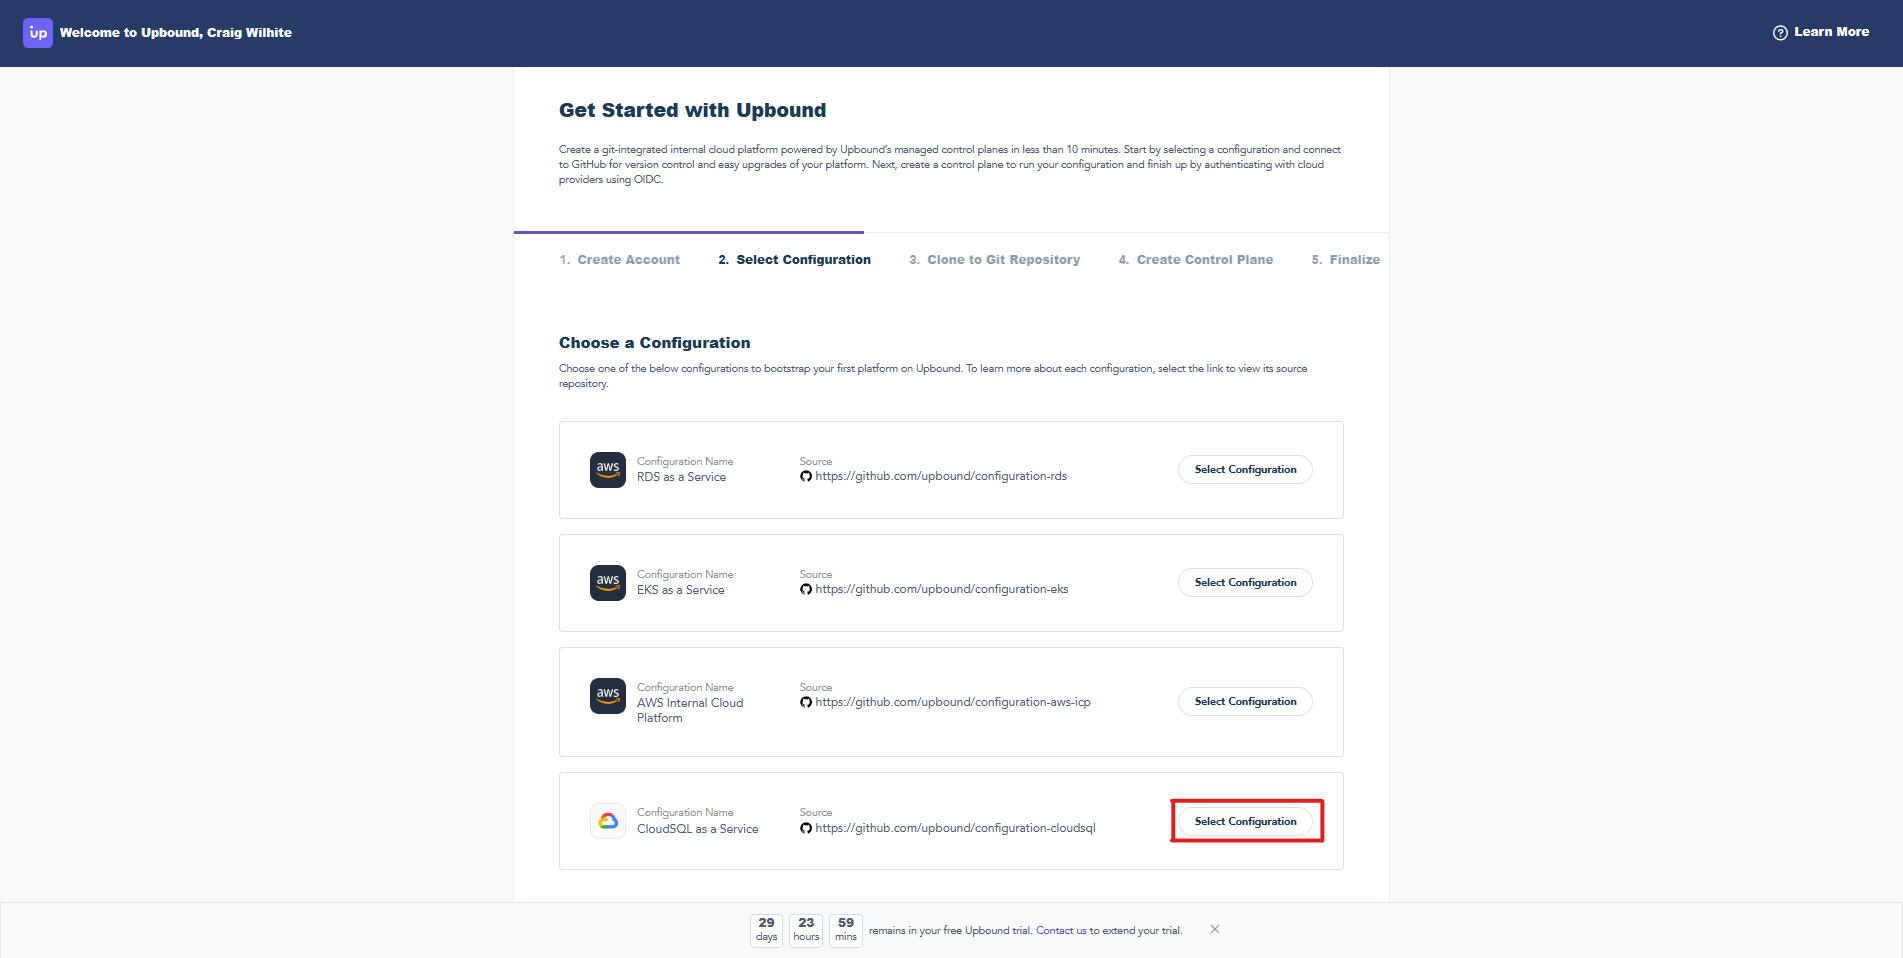 up Welcome to Upbound, Craig Wilhite
Learn More
Get Started with Upbound
Create a git-integrated internal cloud platform powered by Upbound's managed control planes in less than 10 minutes. Start by selecting a configuration and connect
to GitHub for version control and easy upgrades of your platform. Next, create a control plane to run your configuration and finish up by authenticating with cloud
providers using OIDC.
1. Create Account 2. Select Configuration 3. Clone to Git Repository 4. Create Control Plane 5. Finalize
Choose a Configuration
Choose one of the below configurations to bootstrap your first platform on Upbound. To learn more about each configuration, select the link to view its source
repository.
aws
Configuration Name
RDS as a Service
Source
https://github.com/upbound/configuration-rds
Select Configuration
aws
Configuration Name
EKS as a Service
Source
https://github.com/upbound/configuration-eks
Select Configuration
aws
Configuration Name
AWS Internal Cloud
Platform
Source
https://github.com/upbound/configuration-aws-icp
Select Configuration
Configuration Name
CloudSQL as a Service
Source
https://github.com/upbound/configuration-cloudsql
Select Configuration
29 days 23 hours 59 mins remains in your free Upbound trial. Contact us to extend your trial.